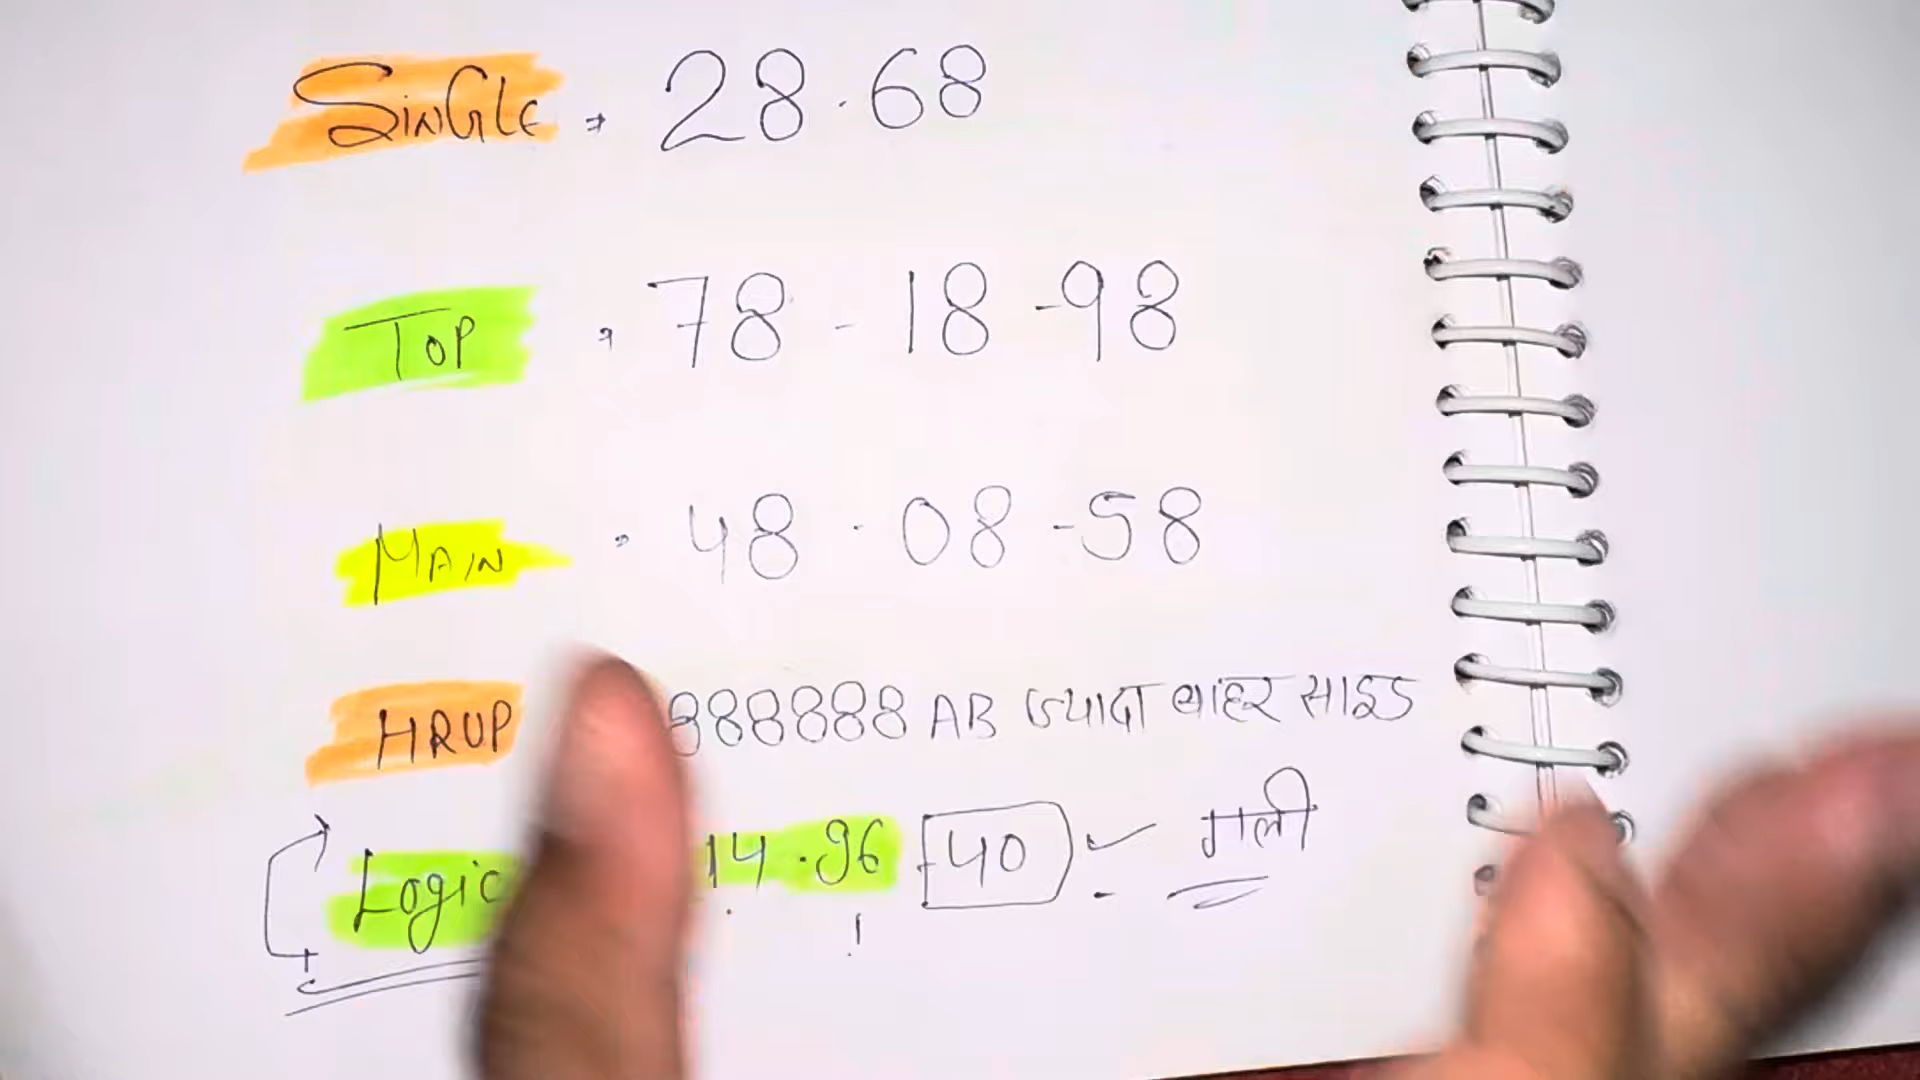 SiNGLE 28.68
TOP 78 - 18 - 98
MAIN 48 . 08 - 58
HRUP 888888 AB ज्यादा बाहर साइड
Logic 14 . 96 - 40 ✓ गली